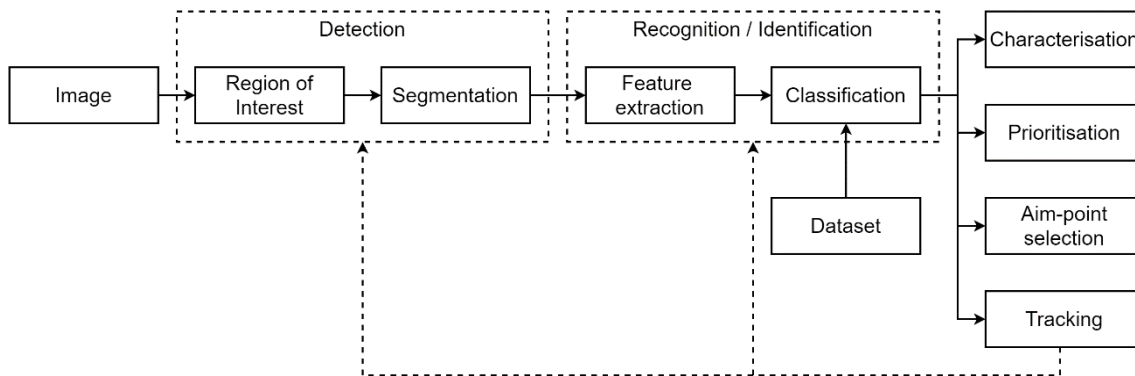 Detection
Recognition / Identification
Characterisation
Image
Region of
Interest
Segmentation
Feature
extraction
Classification
Prioritisation
Dataset
Aim-point
selection
Tracking